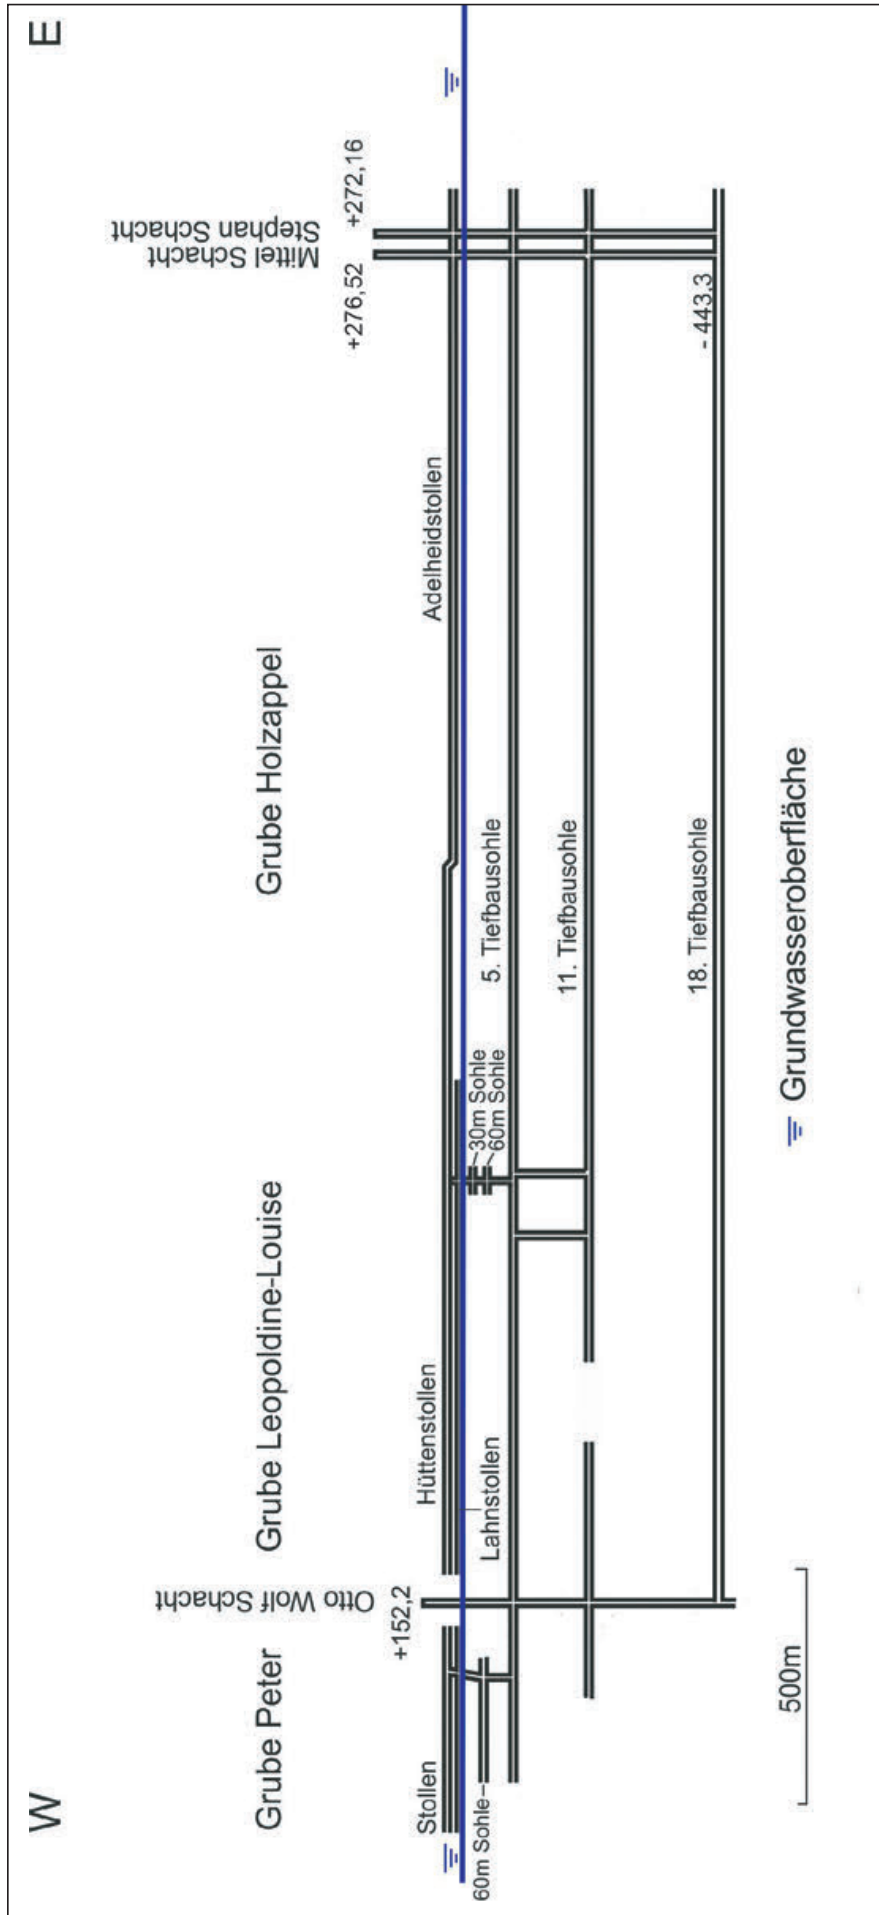 W
E
Grube Peter
Grube Leopoldine-Louise
Grube Holzappel
Otto Wolf Schacht
+152,2
Mittel Schacht
Stephan Schacht
+276,52
+272,16
Stollen
Hüttenstollen
Adelheidstollen
60m Sohle
Lahnstollen
30m Sohle
60m Sohle
5. Tiefbausohle
11. Tiefbausohle
18. Tiefbausohle
- 443,3
500m
Grundwasseroberfläche